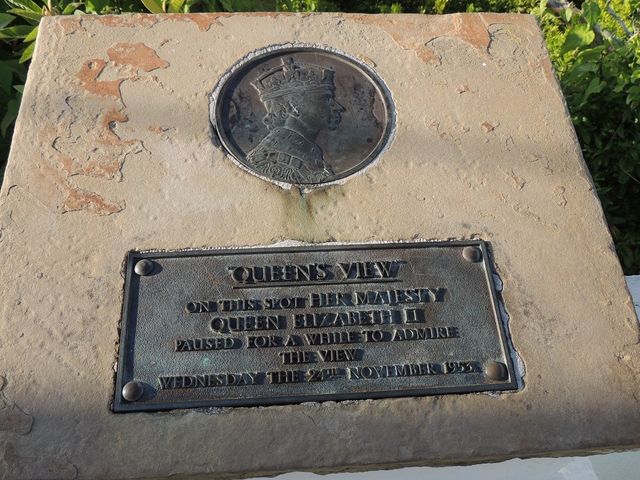 "QUEEN'S VIEW"
ON THIS SPOT HER MAJESTY
QUEEN ELIZABETH II
PAUSED FOR A WHILE TO ADMIRE
THE VIEW
WEDNESDAY THE 24TH NOVEMBER 1953.